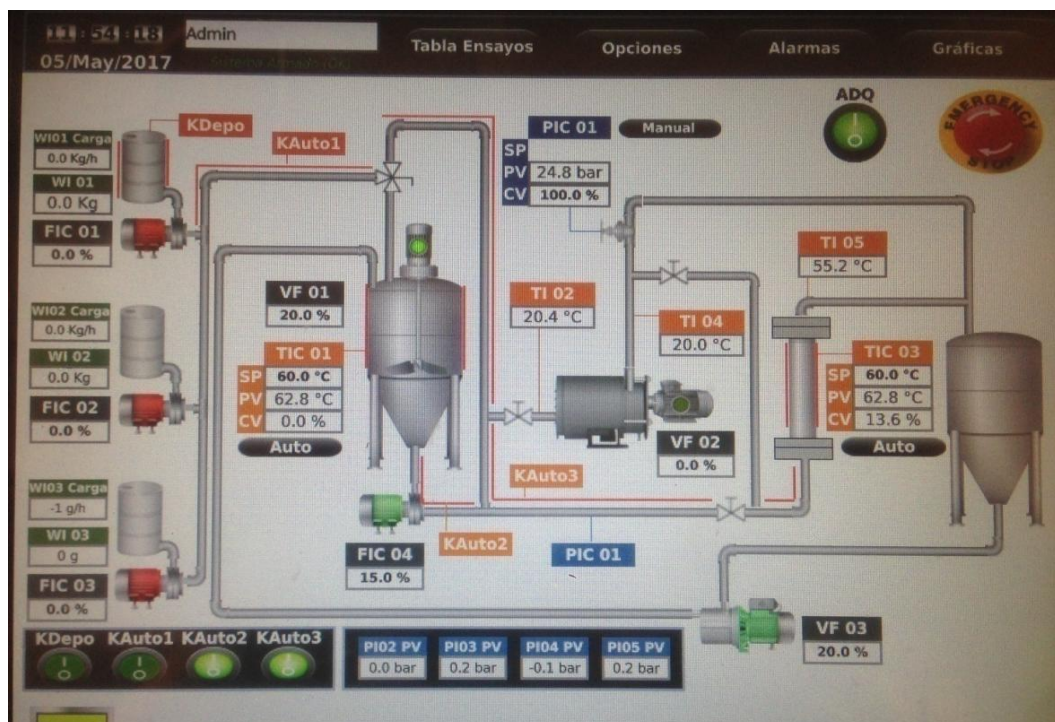 11:54:18
Admin
05/May/2017
Sistema Armado (OK)
Tabla Ensayos
Opciones
Alarmas
Gráficas
ADQ
EMERGENCY
STOP
WI01 Carga
0.0 Kg/h
WI 01
0.0 Kg
FIC 01
0.0 %
KDepo
KAuto1
PIC 01
Manual
SP
PV 24.8 bar
CV 100.0 %
TI 05
55.2 °C
VF 01
20.0 %
TI 02
20.4 °C
TI 04
20.0 °C
WI02 Carga
0.0 Kg/h
WI 02
0.0 Kg
FIC 02
0.0 %
TIC 01
SP 60.0 °C
PV 62.8 °C
CV 0.0 %
Auto
TIC 03
SP 60.0 °C
PV 62.8 °C
CV 13.6 %
Auto
VF 02
0.0 %
KAuto3
WI03 Carga
-1 g/h
WI 03
0 g
FIC 03
0.0 %
KAuto2
PIC 01
FIC 04
15.0 %
VF 03
20.0 %
KDepo KAuto1 KAuto2 KAuto3
PI02 PV PI03 PV PI04 PV PI05 PV
0.0 bar 0.2 bar -0.1 bar 0.2 bar